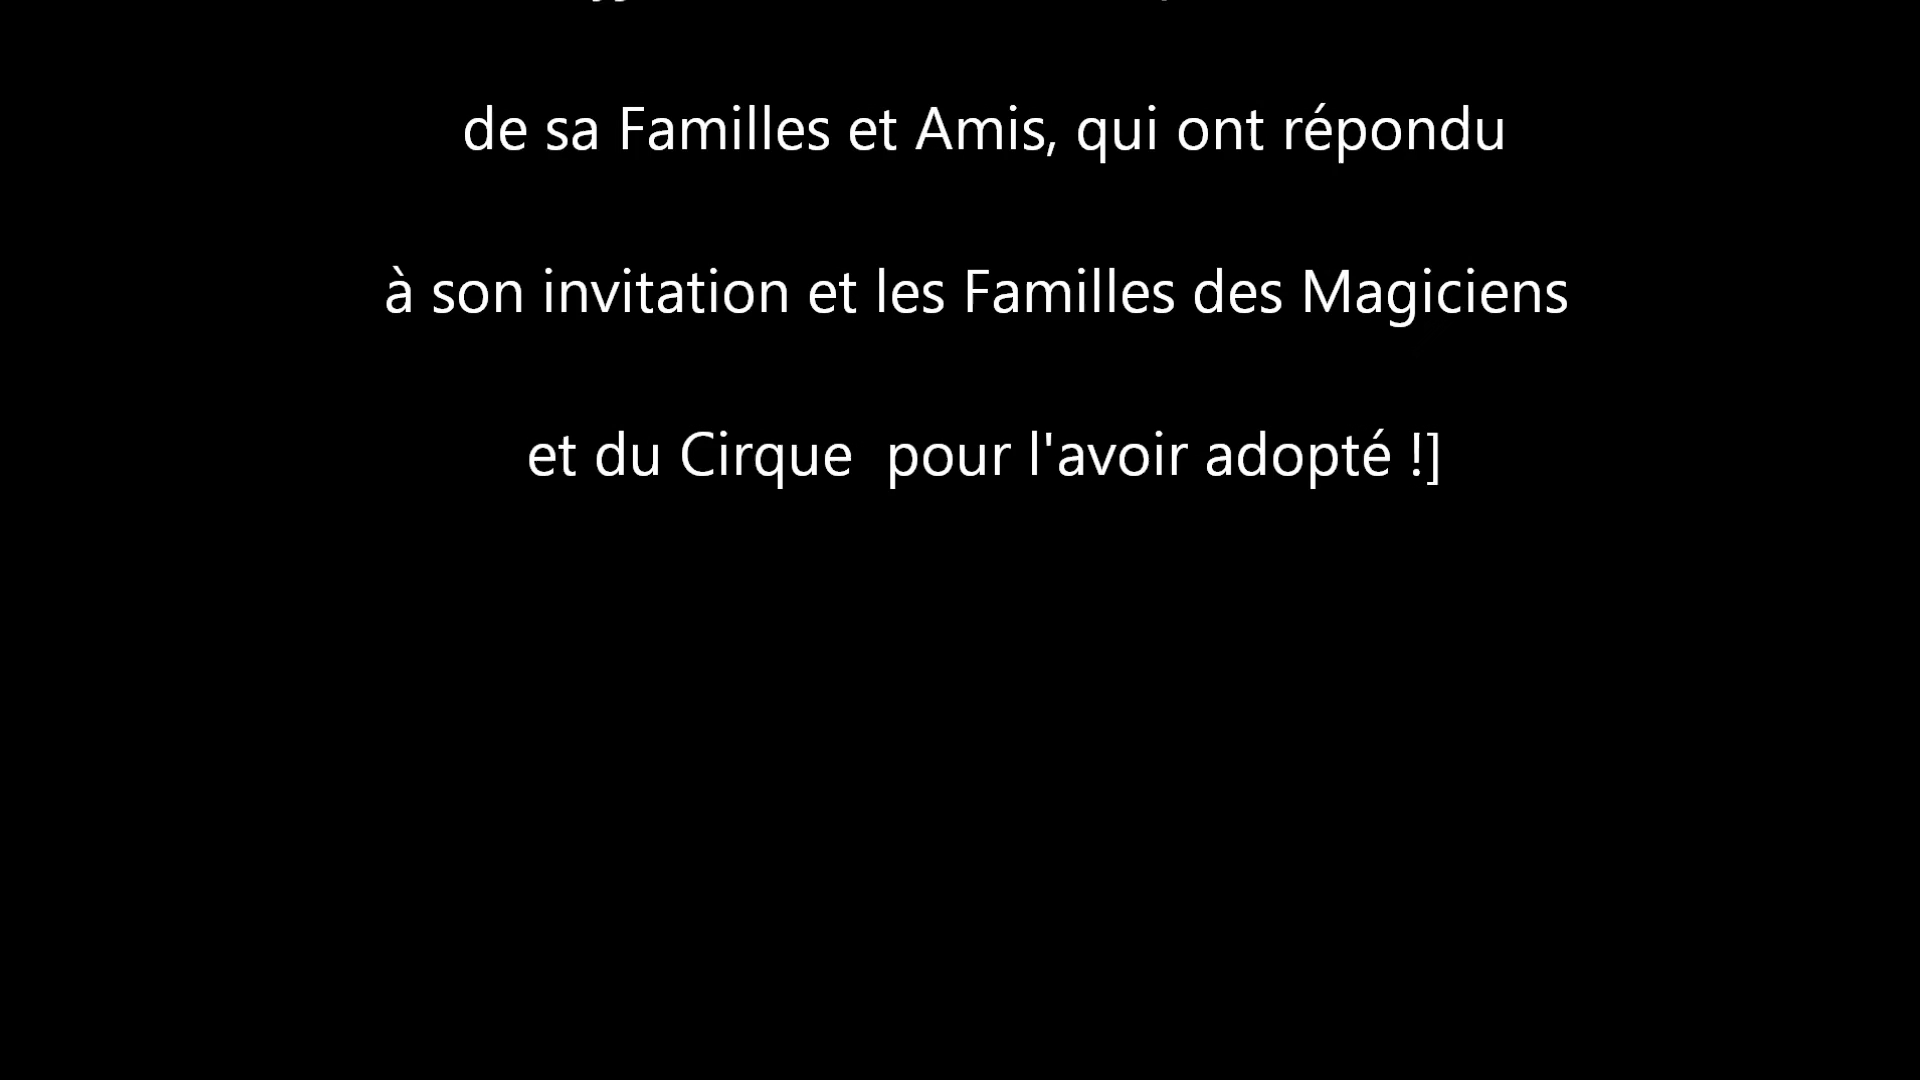 de sa Familles et Amis, qui ont répondu
à son invitation et les Familles des Magiciens
et du Cirque  pour l'avoir adopté !]